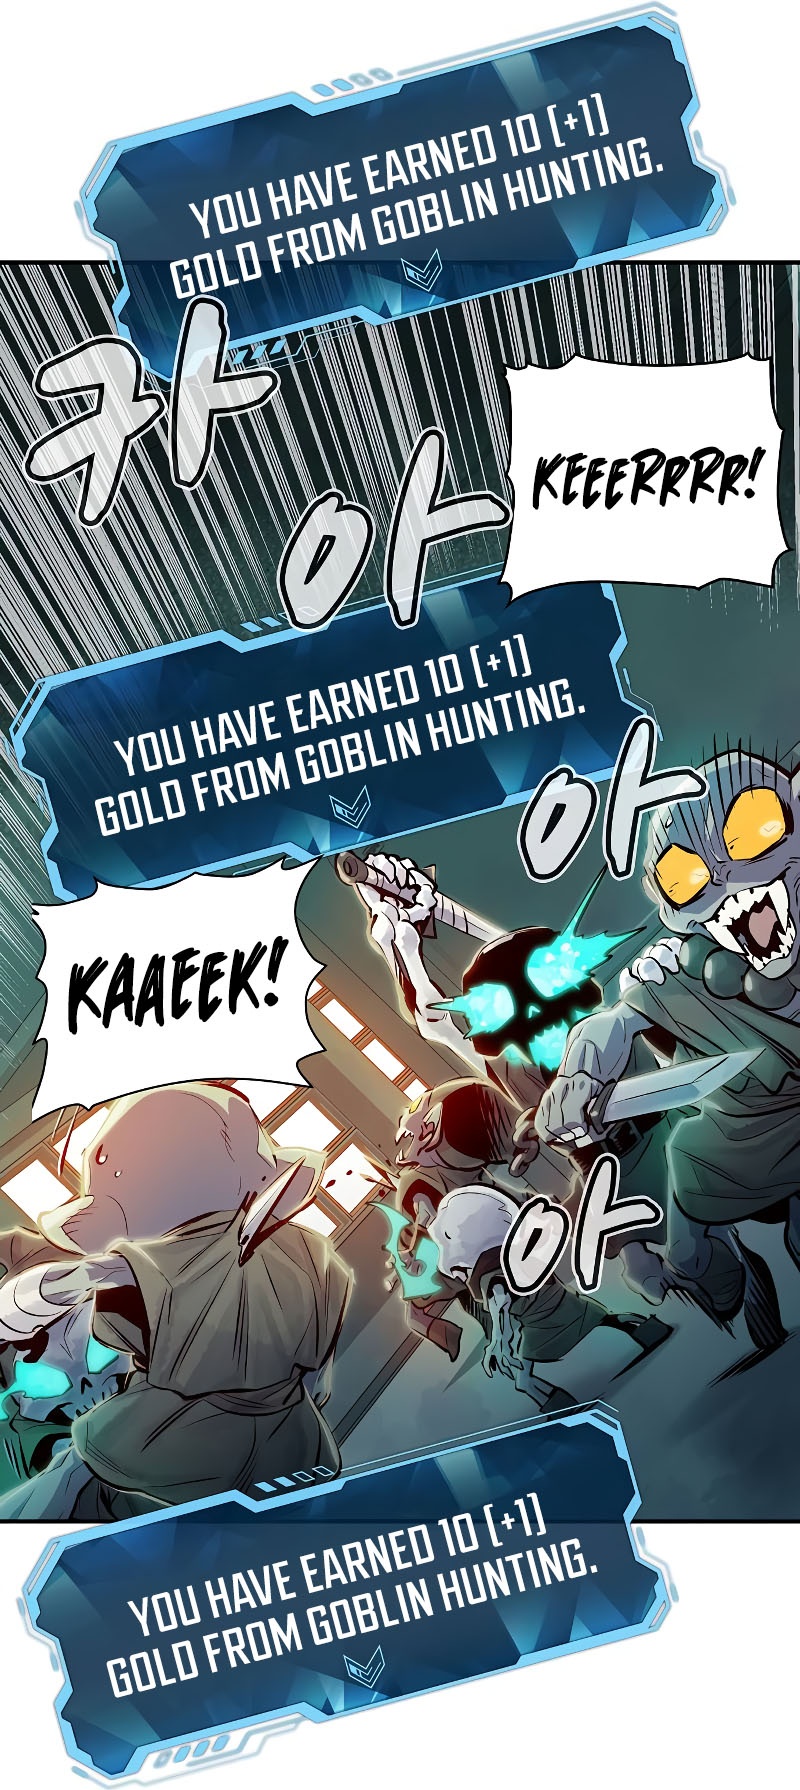 YOU HAVE EARNED 10 [+1]
GOLD FROM GOBLIN HUNTING.
카
아
KEEERRRR!
YOU HAVE EARNED 10 [+1]
GOLD FROM GOBLIN HUNTING.
아
KAAEEK!
아
YOU HAVE EARNED 10 [+1]
GOLD FROM GOBLIN HUNTING.